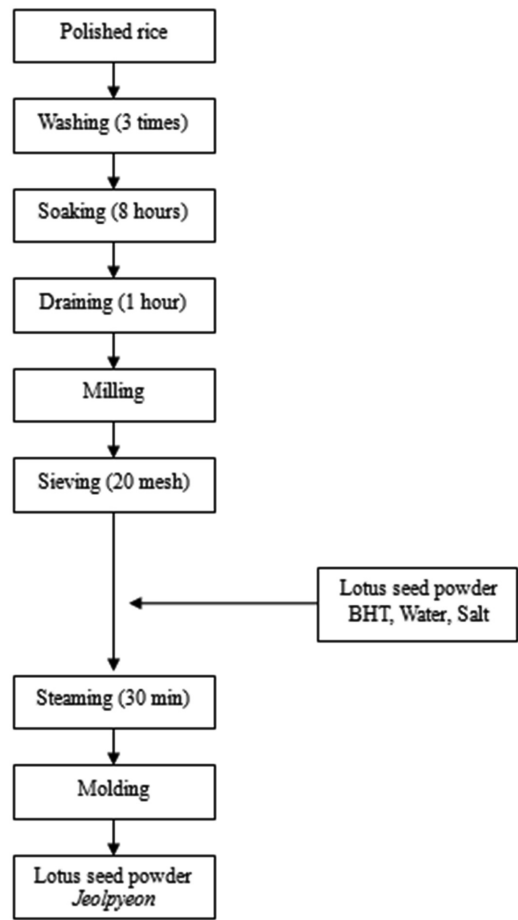 Polished rice
Washing (3 times)
Soaking (8 hours)
Draining (1 hour)
Milling
Sieving (20 mesh)
Lotus seed powder
BHT, Water, Salt
Steaming (30 min)
Molding
Lotus seed powder
Jeolpyeon